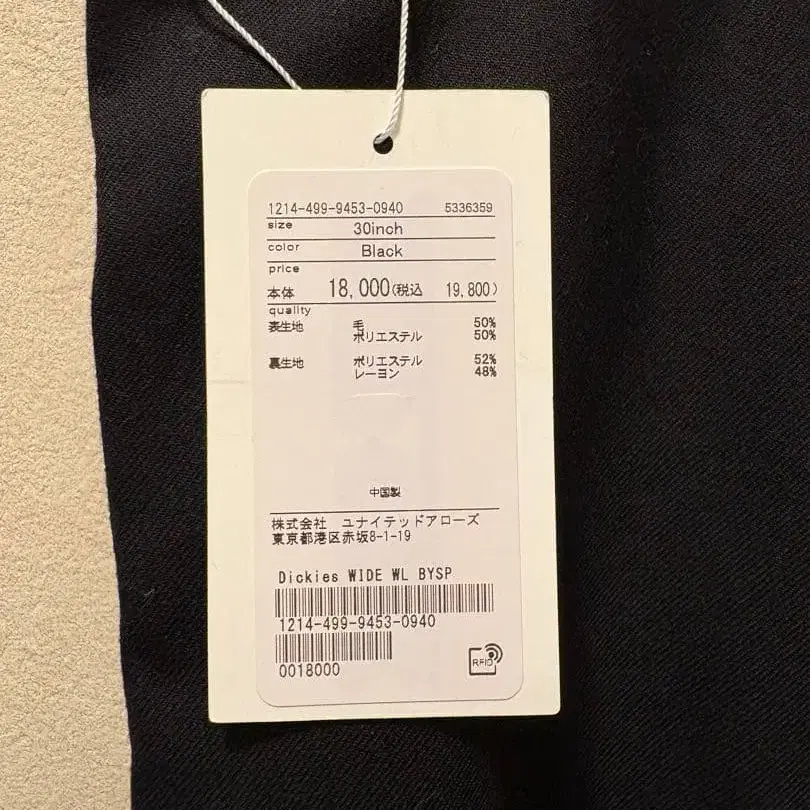 1214-499-9453-0940 5336359
size 30inch
color Black
price
本体 18,000(税込 19,800)
quality
表生地 毛 50%
ポリエステル 50%
裏生地 ポリエステル 52%
レーヨン 48%
中国製
株式会社 ユナイテッドアローズ
東京都港区赤坂8-1-19
Dickies WIDE WL BYSP
1214-499-9453-0940
0018000
RFID